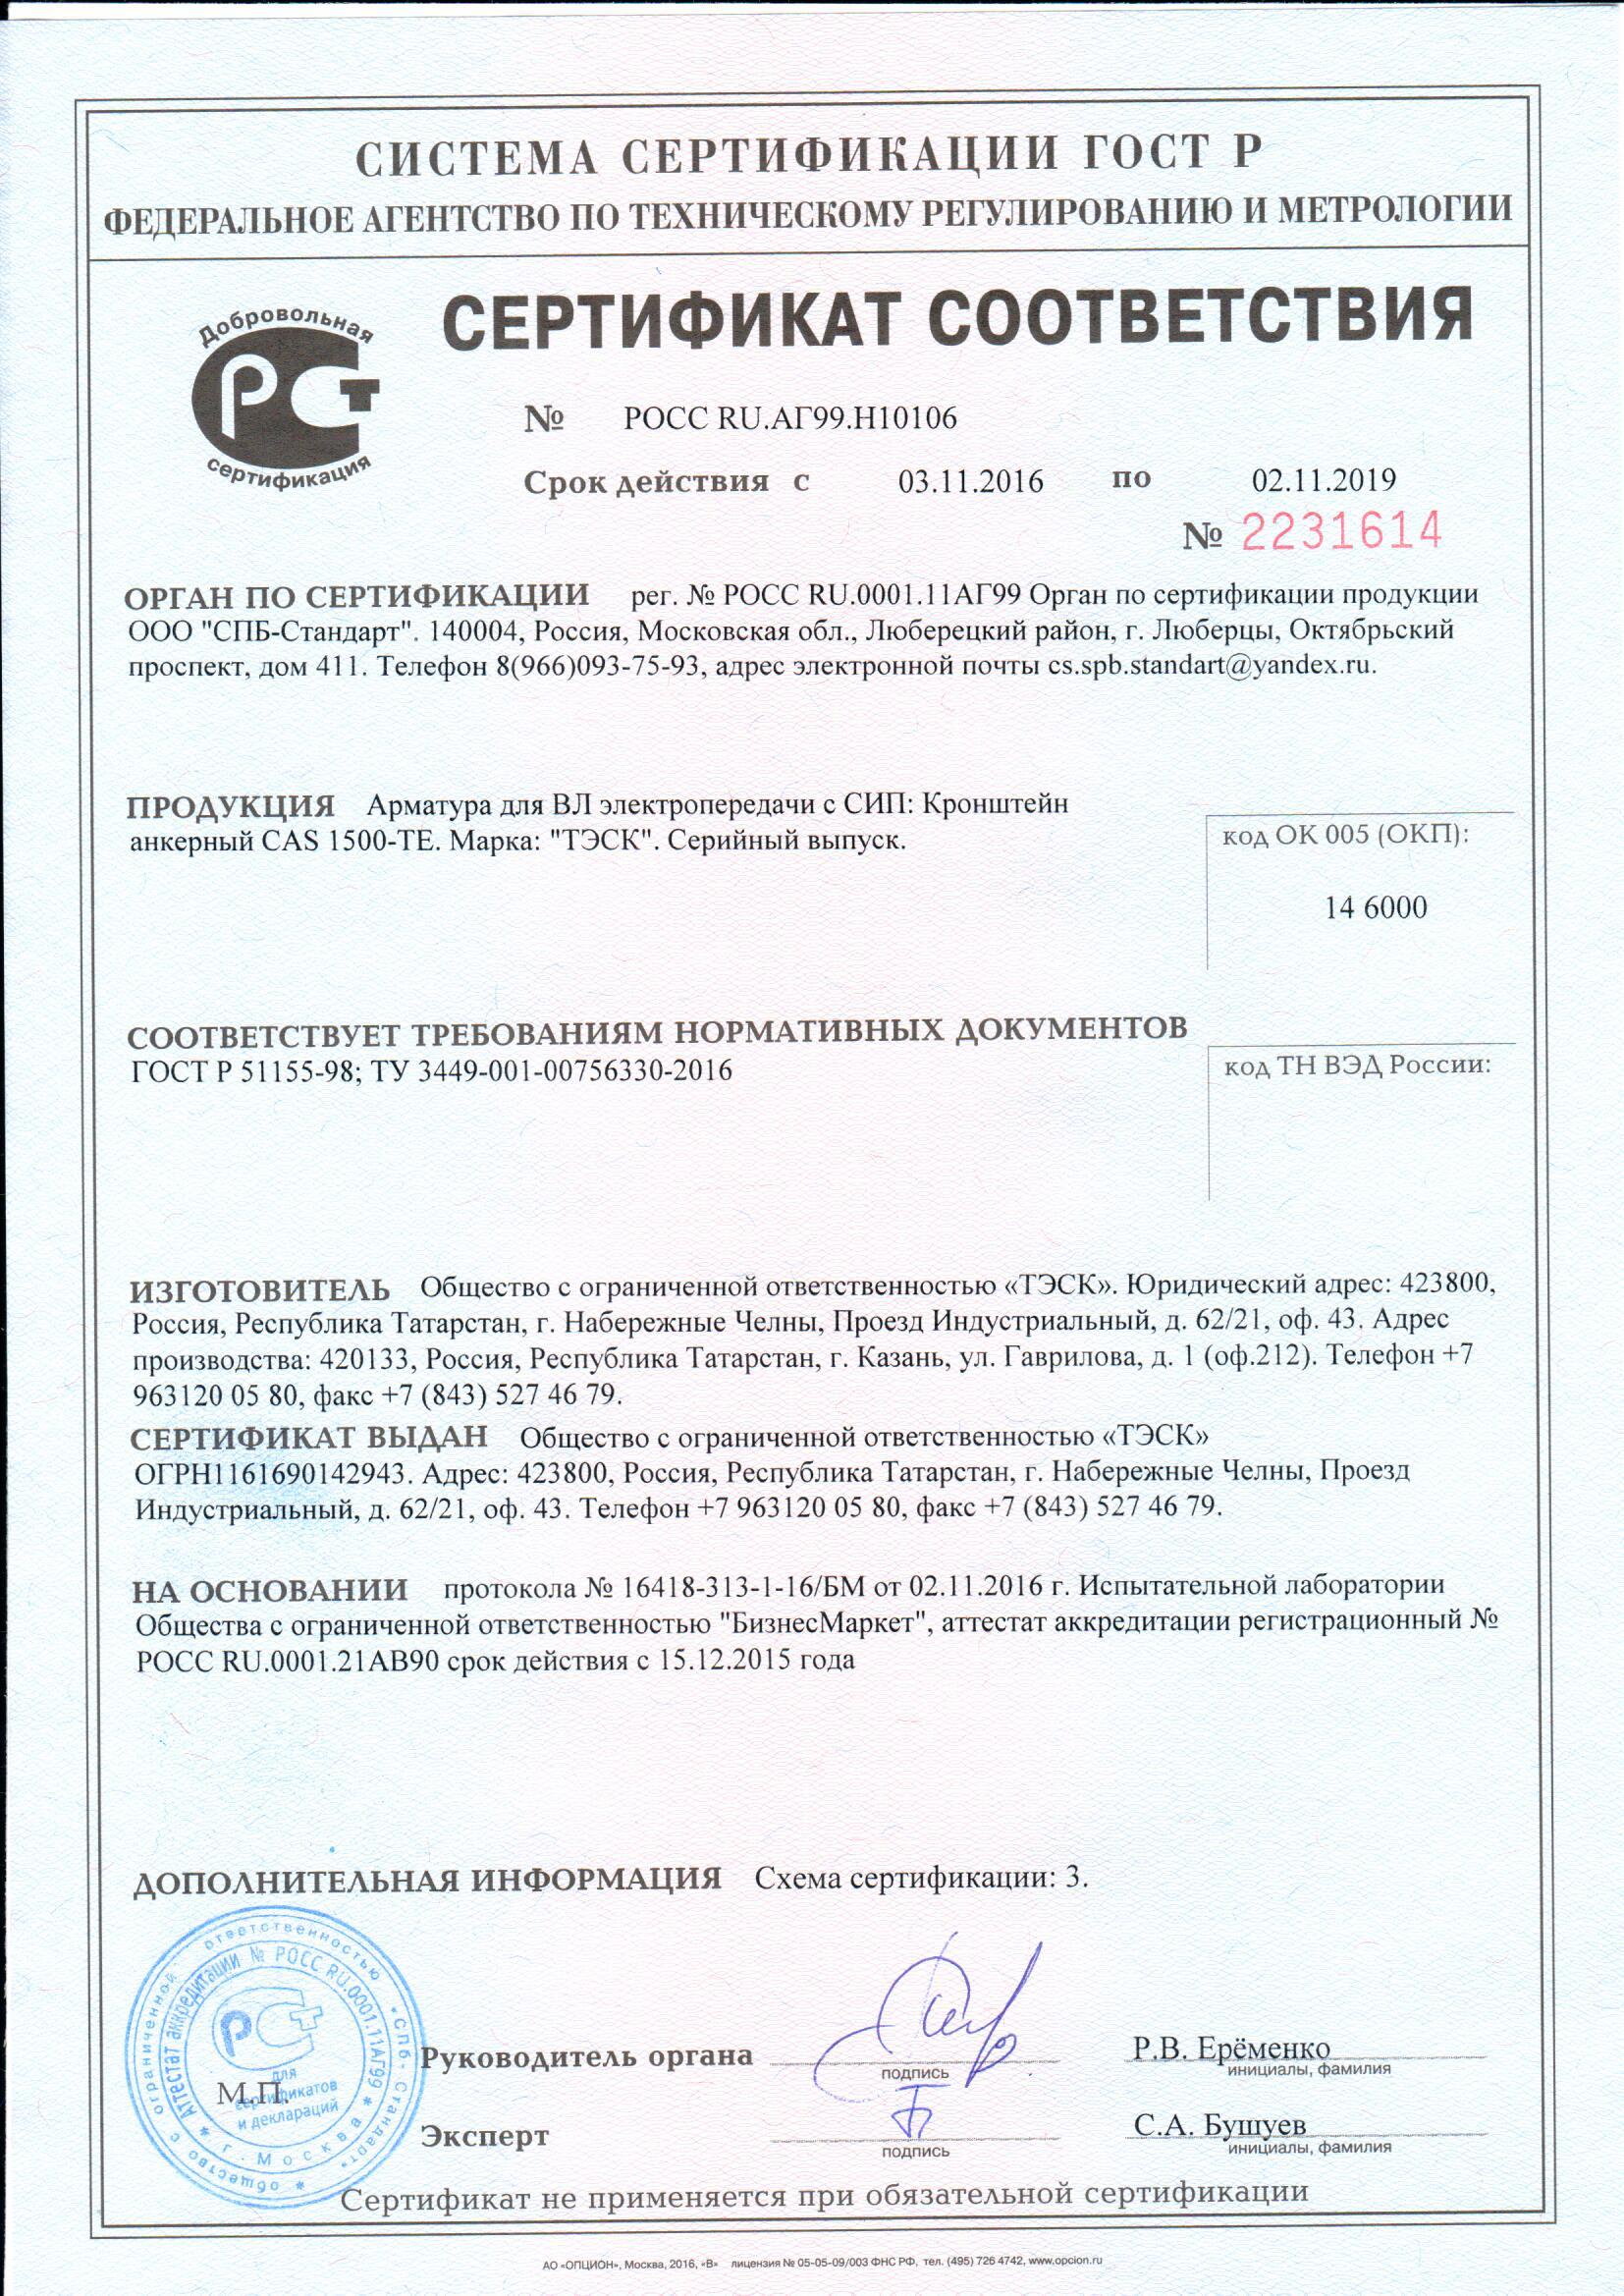 СИСТЕМА СЕРТИФИКАЦИИ ГОСТ Р
ФЕДЕРАЛЬНОЕ АГЕНТСТВО ПО ТЕХНИЧЕСКОМУ РЕГУЛИРОВАНИЮ И МЕТРОЛОГИИ
Добровольная
РСТ
сертификация
СЕРТИФИКАТ СООТВЕТСТВИЯ
№ РОСС RU.АГ99.Н10106
Срок действия с 03.11.2016 по 02.11.2019
№ 2231614
ОРГАН ПО СЕРТИФИКАЦИИ рег. № РОСС RU.0001.11АГ99 Орган по сертификации продукции
ООО "СПБ-Стандарт". 140004, Россия, Московская обл., Люберецкий район, г. Люберцы, Октябрьский
проспект, дом 411. Телефон 8(966)093-75-93, адрес электронной почты cs.spb.standart@yandex.ru.
ПРОДУКЦИЯ Арматура для ВЛ электропередачи с СИП: Кронштейн
анкерный CAS 1500-TE. Марка: "ТЭСК". Серийный выпуск.
код ОК 005 (ОКП):
14 6000
СООТВЕТСТВУЕТ ТРЕБОВАНИЯМ НОРМАТИВНЫХ ДОКУМЕНТОВ
ГОСТ Р 51155-98; ТУ 3449-001-00756330-2016
код ТН ВЭД России:
ИЗГОТОВИТЕЛЬ Общество с ограниченной ответственностью «ТЭСК». Юридический адрес: 423800,
Россия, Республика Татарстан, г. Набережные Челны, Проезд Индустриальный, д. 62/21, оф. 43. Адрес
производства: 420133, Россия, Республика Татарстан, г. Казань, ул. Гаврилова, д. 1 (оф.212). Телефон +7
963120 05 80, факс +7 (843) 527 46 79.
СЕРТИФИКАТ ВЫДАН Общество с ограниченной ответственностью «ТЭСК»
ОГРН1161690142943. Адрес: 423800, Россия, Республика Татарстан, г. Набережные Челны, Проезд
Индустриальный, д. 62/21, оф. 43. Телефон +7 963120 05 80, факс +7 (843) 527 46 79.
НА ОСНОВАНИИ протокола № 16418-313-1-16/БМ от 02.11.2016 г. Испытательной лаборатории
Общества с ограниченной ответственностью "БизнесМаркет", аттестат аккредитации регистрационный №
РОСС RU.0001.21АВ90 срок действия с 15.12.2015 года
ДОПОЛНИТЕЛЬНАЯ ИНФОРМАЦИЯ Схема сертификации: 3.
общество с ограниченной ответственностью «СПБ-Стандарт»
Аттестат аккредитации № РОСС RU.0001.11АГ99
г. Москва
РСТ
для
сертификатов
и деклараций
М.П.
Руководитель органа
подпись
Р.В. Ерёменко
инициалы, фамилия
Эксперт
подпись
С.А. Бушуев
инициалы, фамилия
Сертификат не применяется при обязательной сертификации
АО «ОПЦИОН», Москва, 2016, «В» лицензия № 05-05-09/003 ФНС РФ, тел. (495) 726 4742, www.opcion.ru